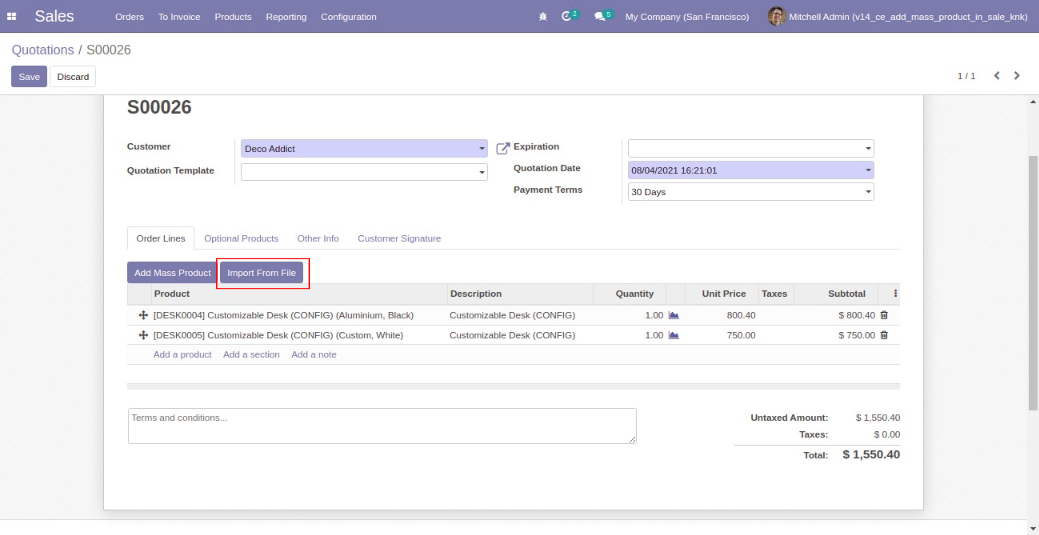 Sales Orders To Invoice Products Reporting Configuration 2 5 My Company (San Francisco) Mitchell Admin (v14_ce_add_mass_product_in_sale_knk)
Quotations / S00026
Save Discard 1 / 1
S00026
Customer Deco Addict Expiration
Quotation Template Quotation Date 08/04/2021 16:21:01
Payment Terms 30 Days
Order Lines Optional Products Other Info Customer Signature
Add Mass Product Import From File
Product Description Quantity Unit Price Taxes Subtotal
[DESK0004] Customizable Desk (CONFIG) (Aluminium, Black) Customizable Desk (CONFIG) 1.00 800.40 $ 800.40
[DESK0005] Customizable Desk (CONFIG) (Custom, White) Customizable Desk (CONFIG) 1.00 750.00 $ 750.00
Add a product Add a section Add a note
Terms and conditions... Untaxed Amount: $ 1,550.40
Taxes: $ 0.00
Total: $ 1,550.40